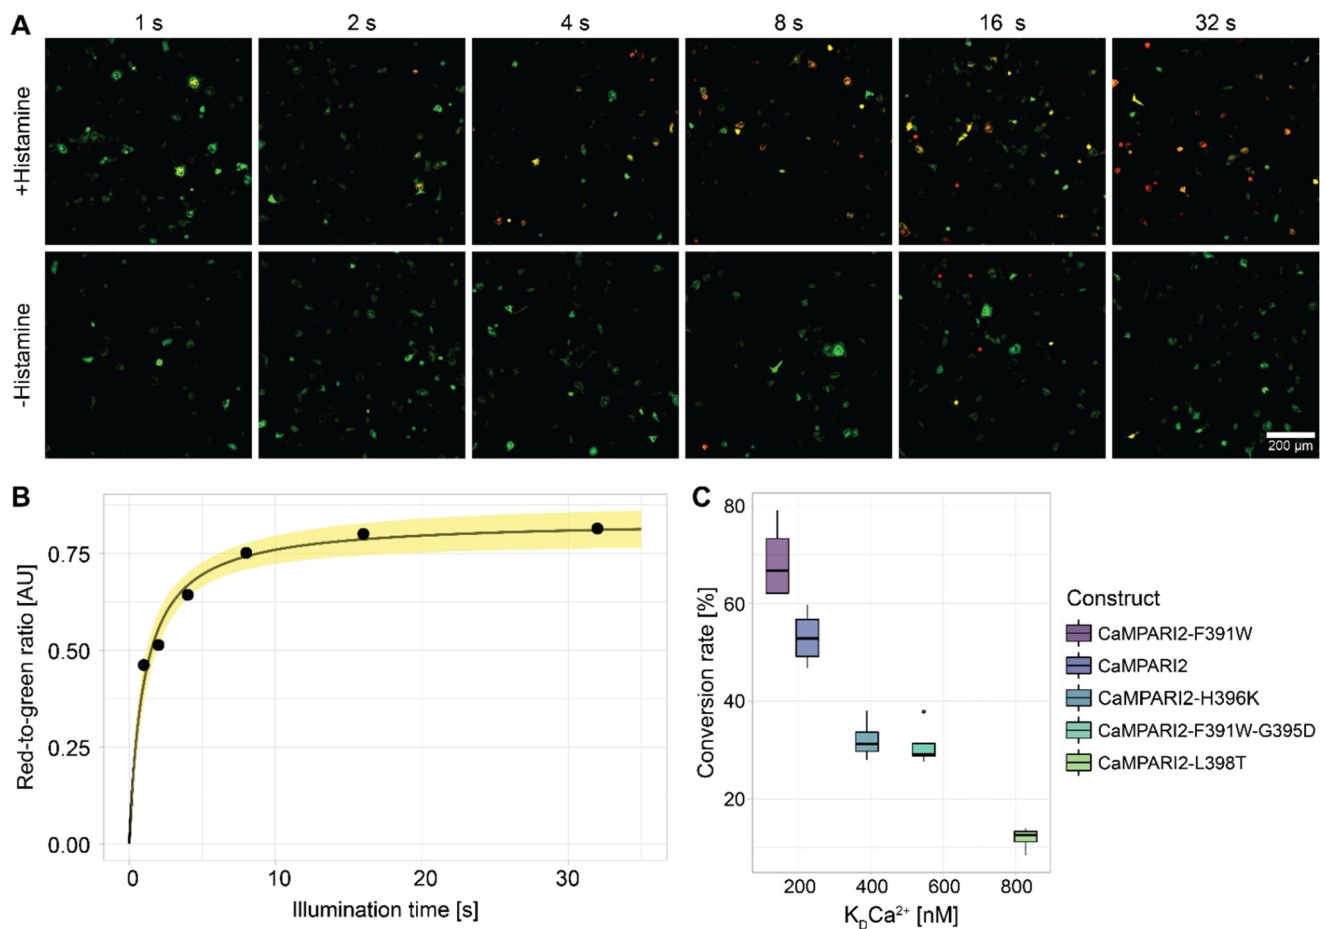 A
1 s 2 s 4 s 8 s 16 s 32 s
+Histamine
-Histamine
200 µm
B
Red-to-green ratio [AU]
0.75
0.50
0.25
0.00
0 10 20 30
Illumination time [s]
C
Conversion rate [%]
80
60
40
20
200 400 600 800
KDCa²⁺ [nM]
Construct
CaMPARI2-F391W
CaMPARI2
CaMPARI2-H396K
CaMPARI2-F391W-G395D
CaMPARI2-L398T